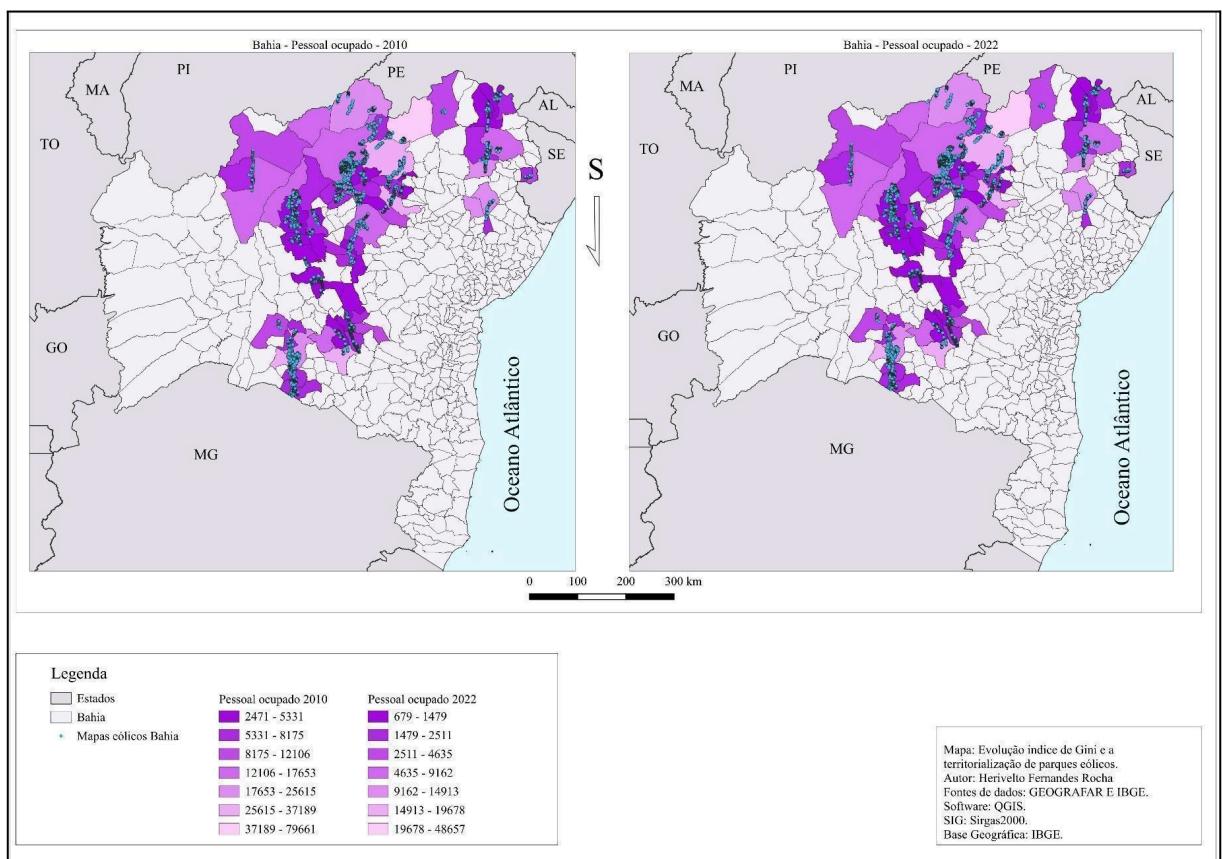 Bahia - Pessoal ocupado - 2010
Bahia - Pessoal ocupado - 2022
PI
PE
MA
AL
TO
SE
GO
MG
Oceano Atlântico
S
PI
PE
MA
AL
TO
SE
GO
MG
Oceano Atlântico
0 100 200 300 km
Legenda
Estados
Bahia
Mapas eólicos Bahia
Pessoal ocupado 2010
2471 - 5331
5331 - 8175
8175 - 12106
12106 - 17653
17653 - 25615
25615 - 37189
37189 - 79661
Pessoal ocupado 2022
679 - 1479
1479 - 2511
2511 - 4635
4635 - 9162
9162 - 14913
14913 - 19678
19678 - 48657
Mapa: Evolução índice de Gini e a
territorialização de parques eólicos.
Autor: Herivelto Fernandes Rocha
Fontes de dados: GEOGRAFAR E IBGE.
Software: QGIS.
SIG: Sirgas2000.
Base Geográfica: IBGE.